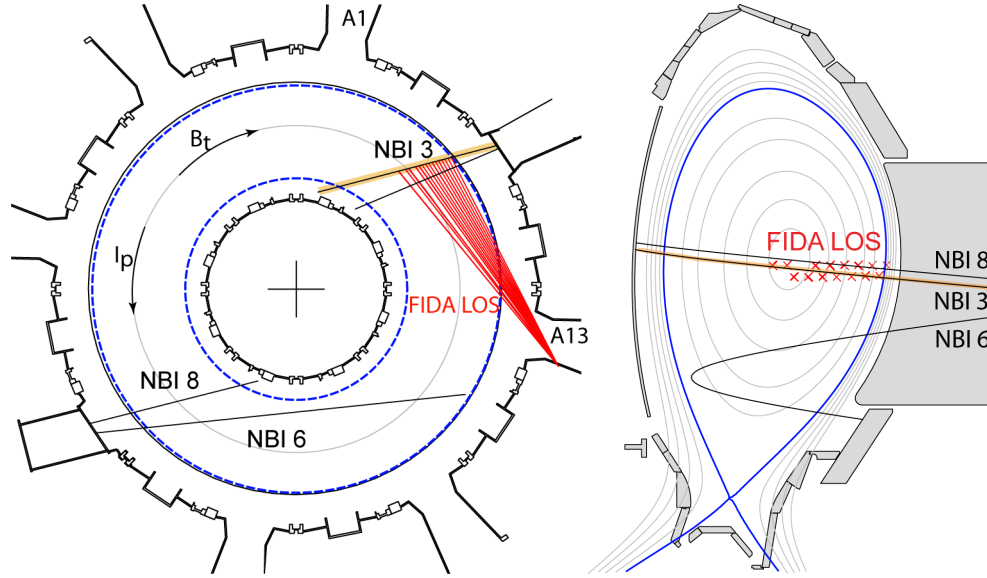 A1
Bt
NBI 3
Ip
FIDA LOS
A13
NBI 8
NBI 6
FIDA LOS
NBI 8
NBI 3
NBI 6